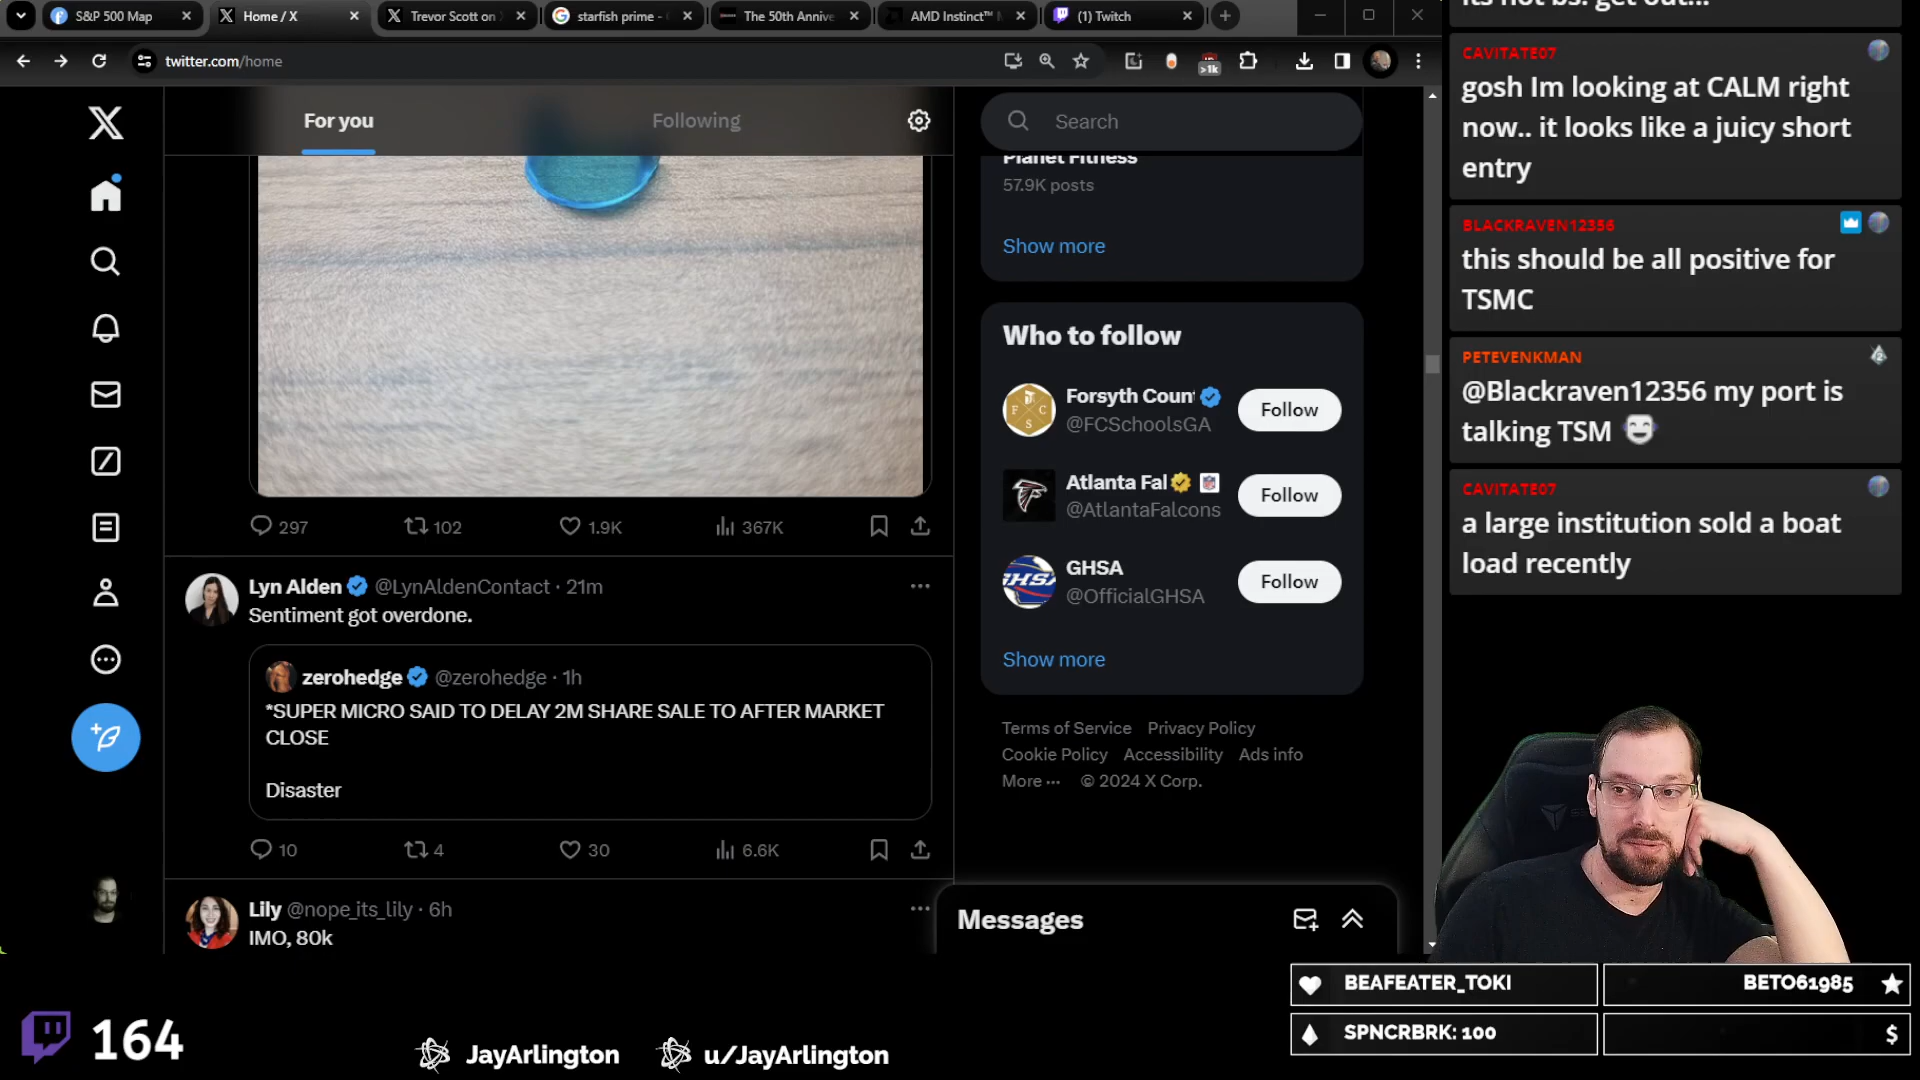 S&P 500 Map
Home / X
Trevor Scott on
starfish prime -
The 50th Annive
AMD Instinct™
(1) Twitch
twitter.com/home
>1k
For you
Following
Search
Planet Fitness
57.9K posts
Show more
Who to follow
Forsyth Coun
@FCSchoolsGA
Follow
Atlanta Fal
@AtlantaFalcons
Follow
GHSA
@OfficialGHSA
Follow
Show more
Terms of Service Privacy Policy
Cookie Policy Accessibility Ads info
More ··· © 2024 X Corp.
297 102 1.9K 367K
Lyn Alden @LynAldenContact · 21m
Sentiment got overdone.
zerohedge @zerohedge · 1h
*SUPER MICRO SAID TO DELAY 2M SHARE SALE TO AFTER MARKET
CLOSE
Disaster
10 4 30 6.6K
Lily @nope_its_lily · 6h
IMO, 80k
Messages
its not bs. get out...
CAVITATE07
gosh Im looking at CALM right
now.. it looks like a juicy short
entry
BLACKRAVEN12356
this should be all positive for
TSMC
PETEVENKMAN
@Blackraven12356 my port is
talking TSM
CAVITATE07
a large institution sold a boat
load recently
BEAFEATER_TOKI
BETO61985
SPNCRBRK: 100
$
164
JayArlington
u/JayArlington